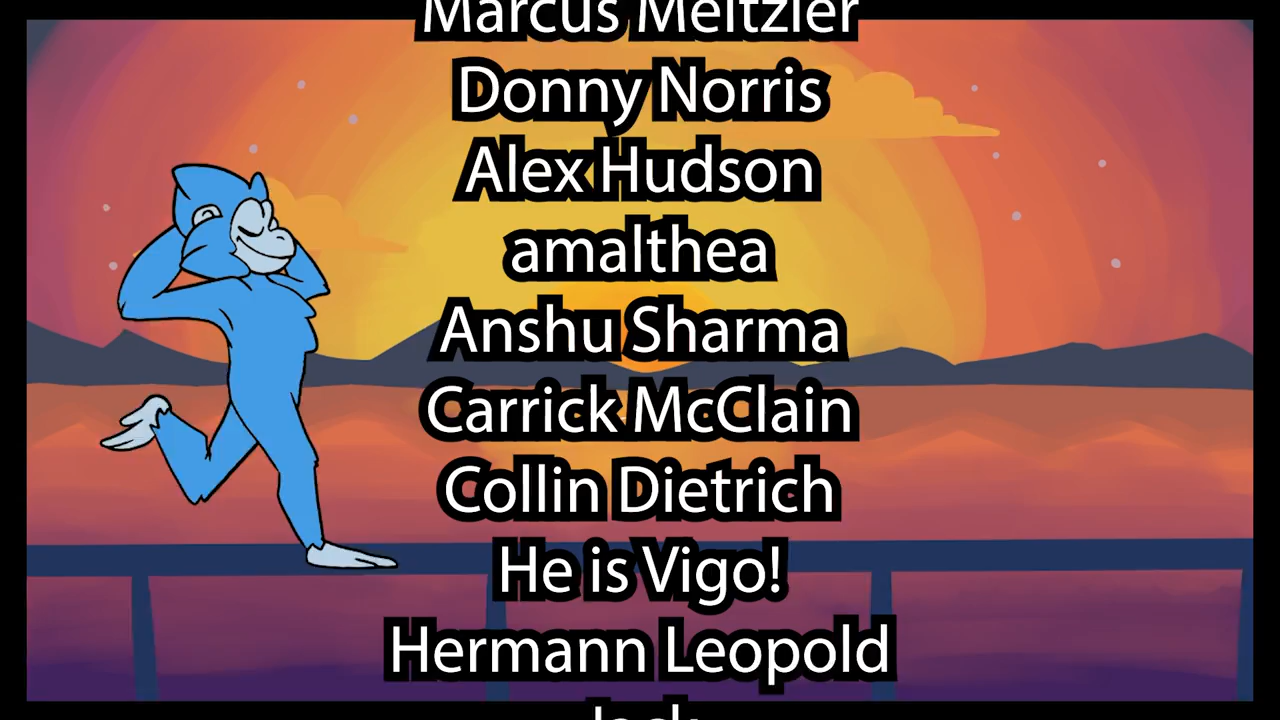 Marcus Meltzler
Donny Norris
Alex Hudson
amalthea
Anshu Sharma
Carrick McClain
Collin Dietrich
He is Vigo!
Hermann Leopold